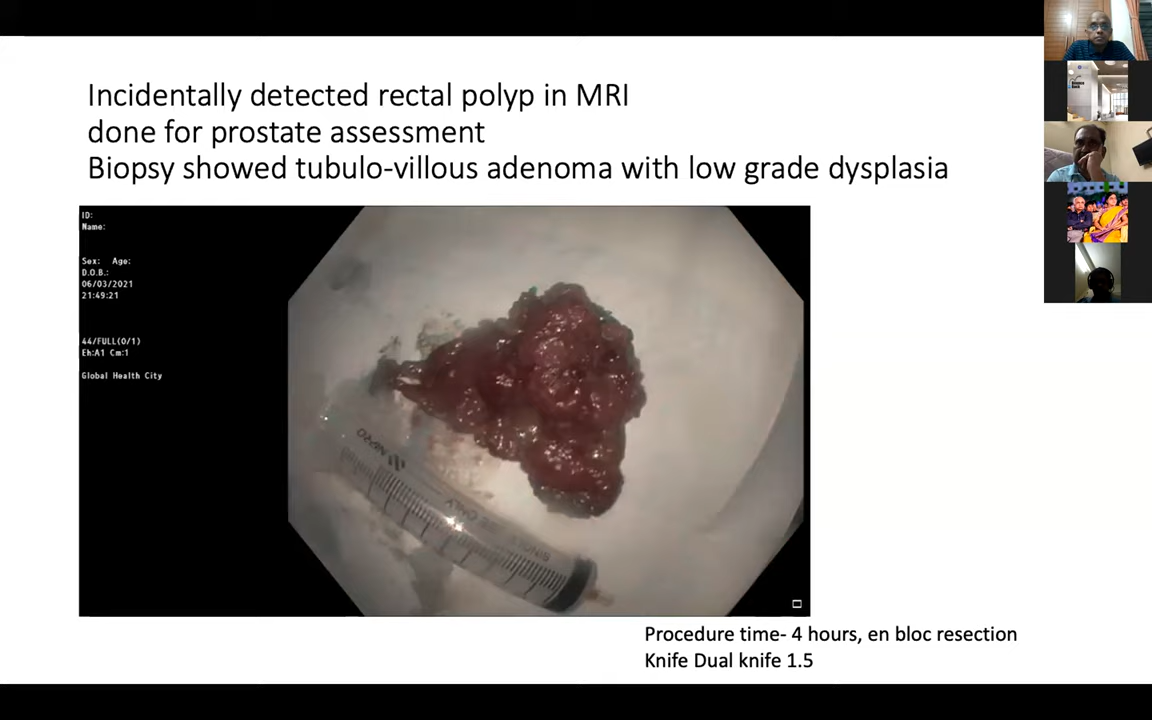 Incidentally detected rectal polyp in MRI
done for prostate assessment
Biopsy showed tubulo-villous adenoma with low grade dysplasia
ID:
Name:
Sex: Age:
D.O.B.:
06/03/2021
21:49:21
44/FULL(0/1)
Eh:A1 Cm:1
Global Health City
NIPRO
Procedure time- 4 hours, en bloc resection
Knife Dual knife 1.5